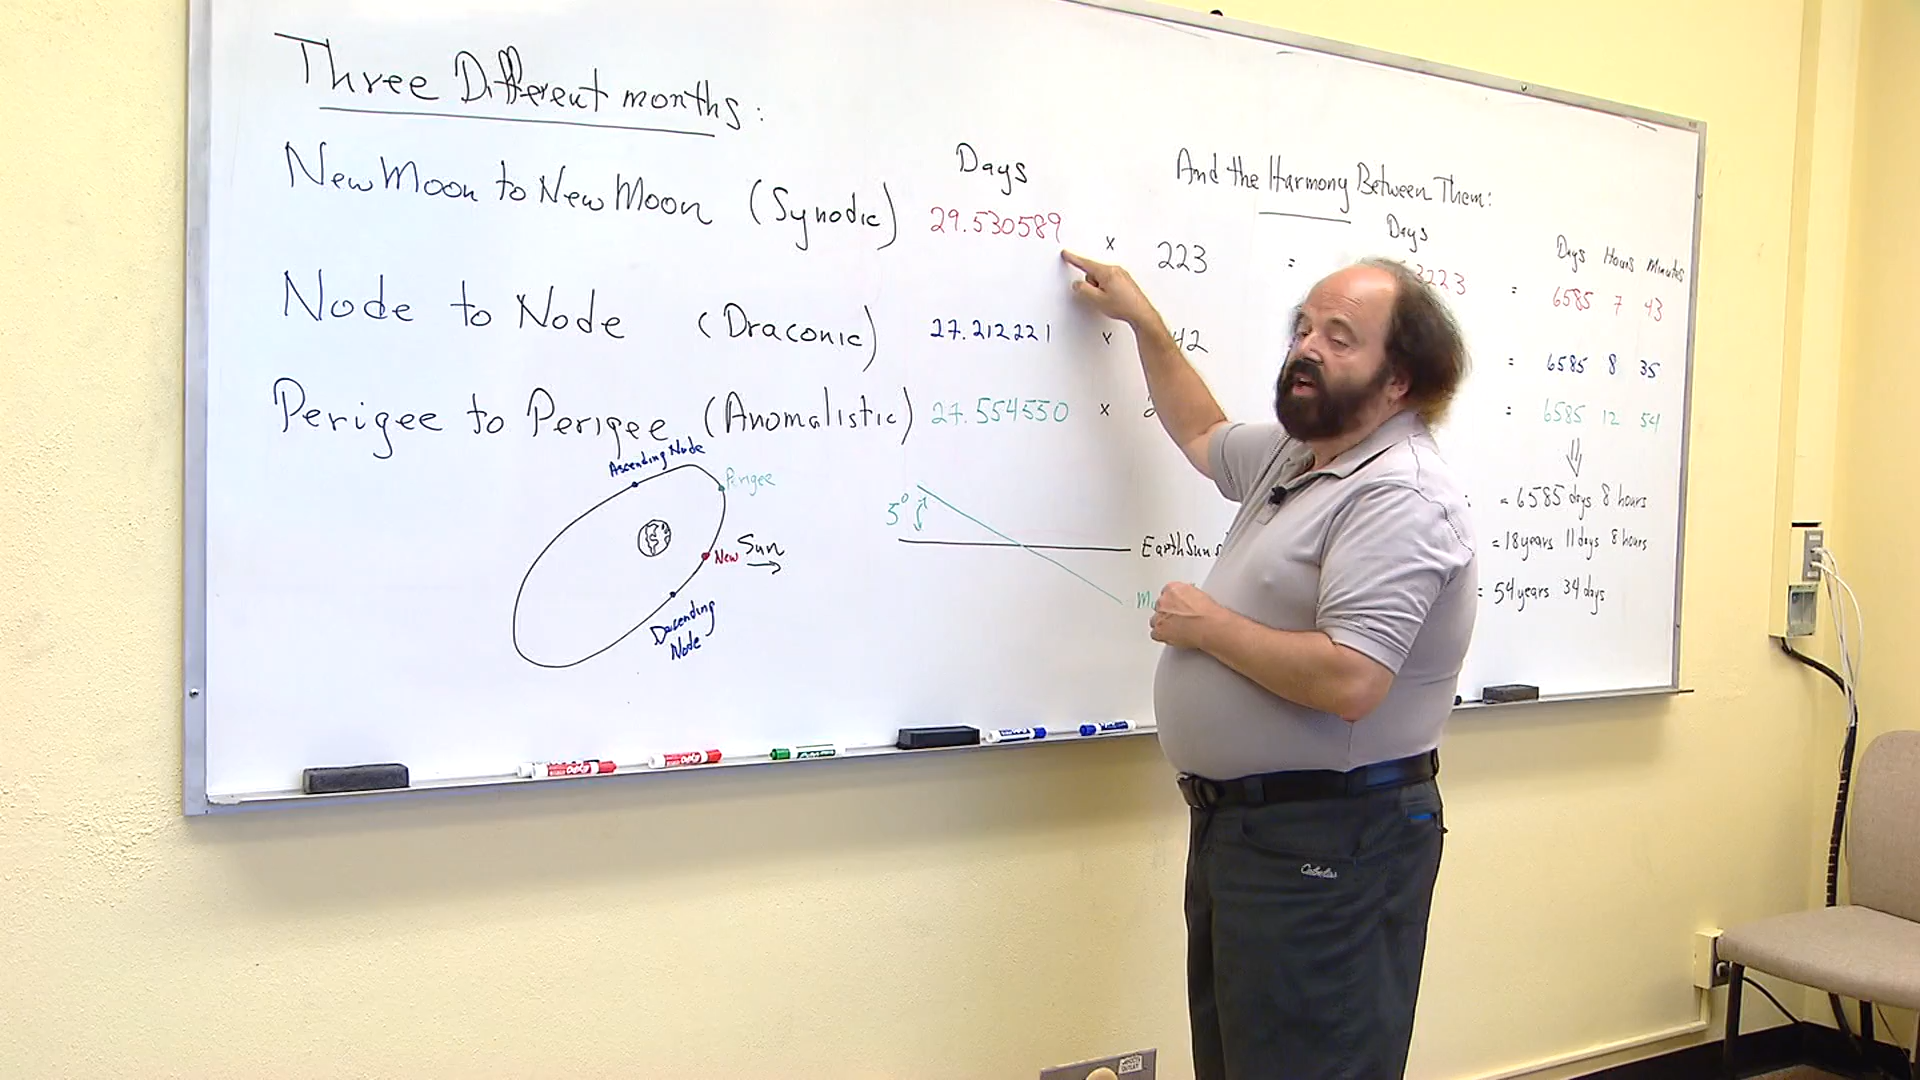 Three Different months:
Days
And the Harmony Between Them:
Days
Days Hours Minutes
New Moon to New Moon (Synodic) 29.530589 x 223 = 3223 = 6585 7 43
Node to Node (Draconic) 27.212221 x 42 = 6585 8 35
Perigee to Perigee (Anomalistic) 27.554550 x = 6585 12 54
Ascending Node
Perigee
New
Sun
Descending
Node
5°
Earth Sun
= 6585 days 8 hours
= 18 years 11 days 8 hours
= 54 years 34 days
Cabelas